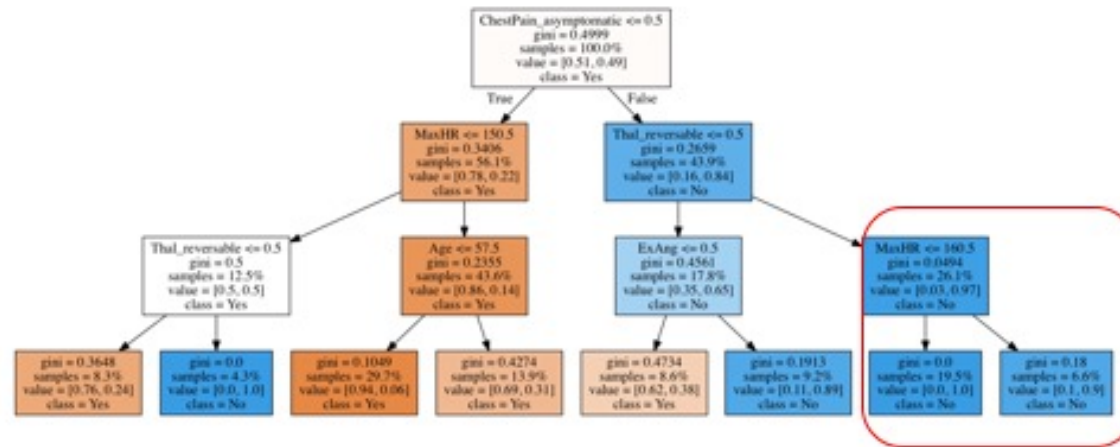 ChestPain_asymptomatic <= 0.5
gini = 0.4999
samples = 100.0%
value = [0.51, 0.49]
class = Yes
True
False
MaxHR <= 150.5
gini = 0.3406
samples = 56.1%
value = [0.78, 0.22]
class = Yes
Thal_reversable <= 0.5
gini = 0.2659
samples = 43.9%
value = [0.16, 0.84]
class = No
Thal_reversable <= 0.5
gini = 0.5
samples = 12.5%
value = [0.5, 0.5]
class = Yes
Age <= 57.5
gini = 0.2355
samples = 43.6%
value = [0.86, 0.14]
class = Yes
ExAng <= 0.5
gini = 0.4561
samples = 17.8%
value = [0.35, 0.65]
class = No
MaxHR <= 160.5
gini = 0.0494
samples = 26.1%
value = [0.03, 0.97]
class = No
gini = 0.3648
samples = 8.3%
value = [0.76, 0.24]
class = Yes
gini = 0.0
samples = 4.3%
value = [0.0, 1.0]
class = No
gini = 0.1049
samples = 29.7%
value = [0.94, 0.06]
class = Yes
gini = 0.4274
samples = 13.9%
value = [0.69, 0.31]
class = Yes
gini = 0.4734
samples = 8.6%
value = [0.62, 0.38]
class = Yes
gini = 0.1913
samples = 9.2%
value = [0.11, 0.89]
class = No
gini = 0.0
samples = 19.5%
value = [0.0, 1.0]
class = No
gini = 0.18
samples = 6.6%
value = [0.1, 0.9]
class = No